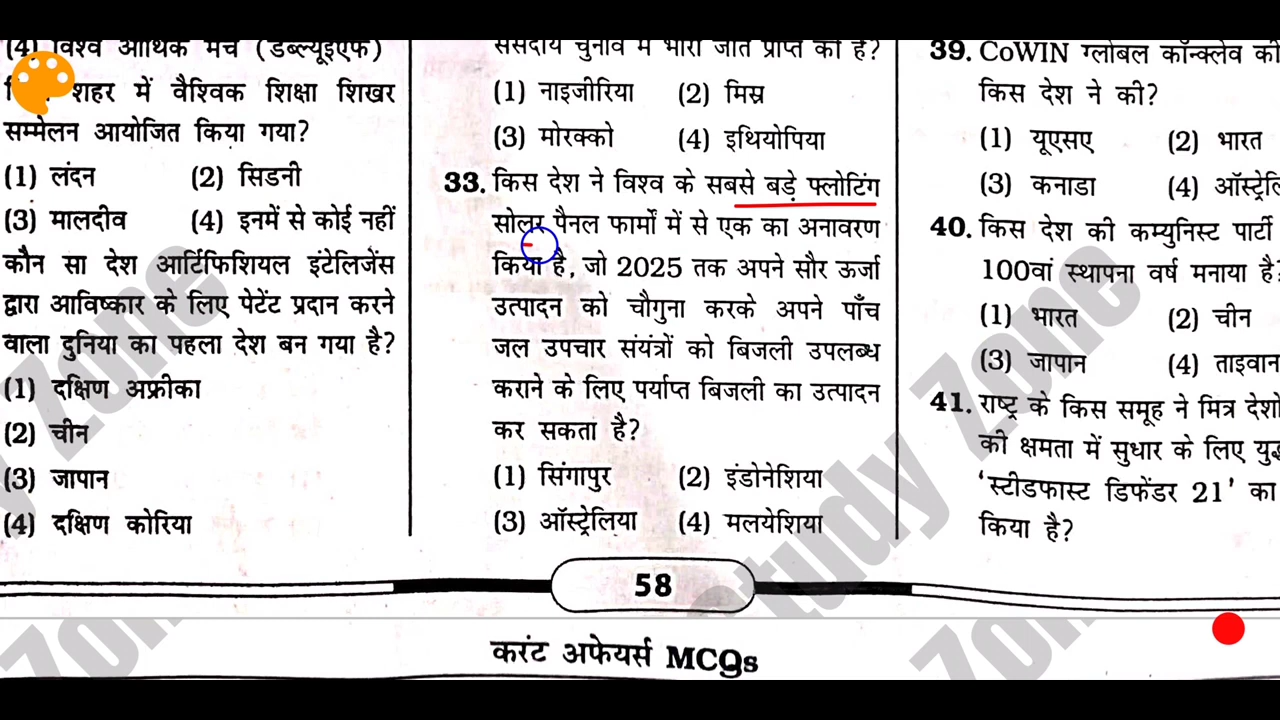 (4) विश्व आर्थिक मंच (डब्ल्यूईएफ)
शहर में वैश्विक शिक्षा शिखर
सम्मेलन आयोजित किया गया?
(1) लंदन (2) सिडनी
(3) मालदीव (4) इनमें से कोई नहीं
कौन सा देश आर्टिफिशियल इंटेलिजेंस
द्वारा आविष्कार के लिए पेटेंट प्रदान करने
वाला दुनिया का पहला देश बन गया है?
(1) दक्षिण अफ्रीका
(2) चीन
(3) जापान
(4) दक्षिण कोरिया
संसदीय चुनाव में भारी जीत प्राप्त की है?
(1) नाइजीरिया (2) मिस्र
(3) मोरक्को (4) इथियोपिया
33. किस देश ने विश्व के सबसे बड़े फ्लोटिंग
सोलर पैनल फार्मों में से एक का अनावरण
किया है, जो 2025 तक अपने सौर ऊर्जा
उत्पादन को चौगुना करके अपने पाँच
जल उपचार संयंत्रों को बिजली उपलब्ध
कराने के लिए पर्याप्त बिजली का उत्पादन
कर सकता है?
(1) सिंगापुर (2) इंडोनेशिया
(3) ऑस्ट्रेलिया (4) मलयेशिया
39. CoWIN ग्लोबल कॉन्क्लेव की
किस देश ने की?
(1) यूएसए (2) भारत
(3) कनाडा (4) ऑस्ट्रेलि
40. किस देश की कम्युनिस्ट पार्टी
100वां स्थापना वर्ष मनाया है?
(1) भारत (2) चीन
(3) जापान (4) ताइवान
41. राष्ट्र के किस समूह ने मित्र देशों
की क्षमता में सुधार के लिए युद्ध
‘स्टीडफास्ट डिफेंडर 21’ का
किया है?
58
करंट अफेयर्स MCQs
Study Zone